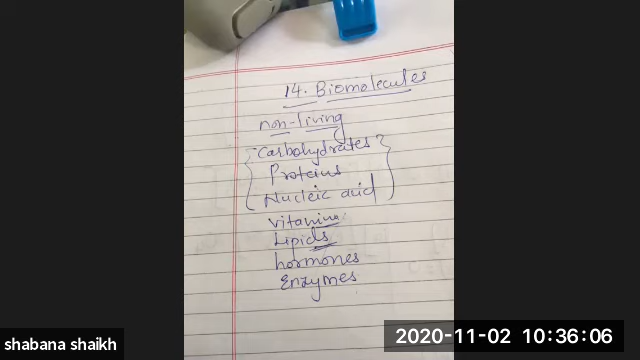 14. Biomolecules
non-living
Carbohydrates
Proteins
Nucleic acid
vitamins
Lipids
hormones
Enzymes
shabana shaikh
2020-11-02 10:36:06